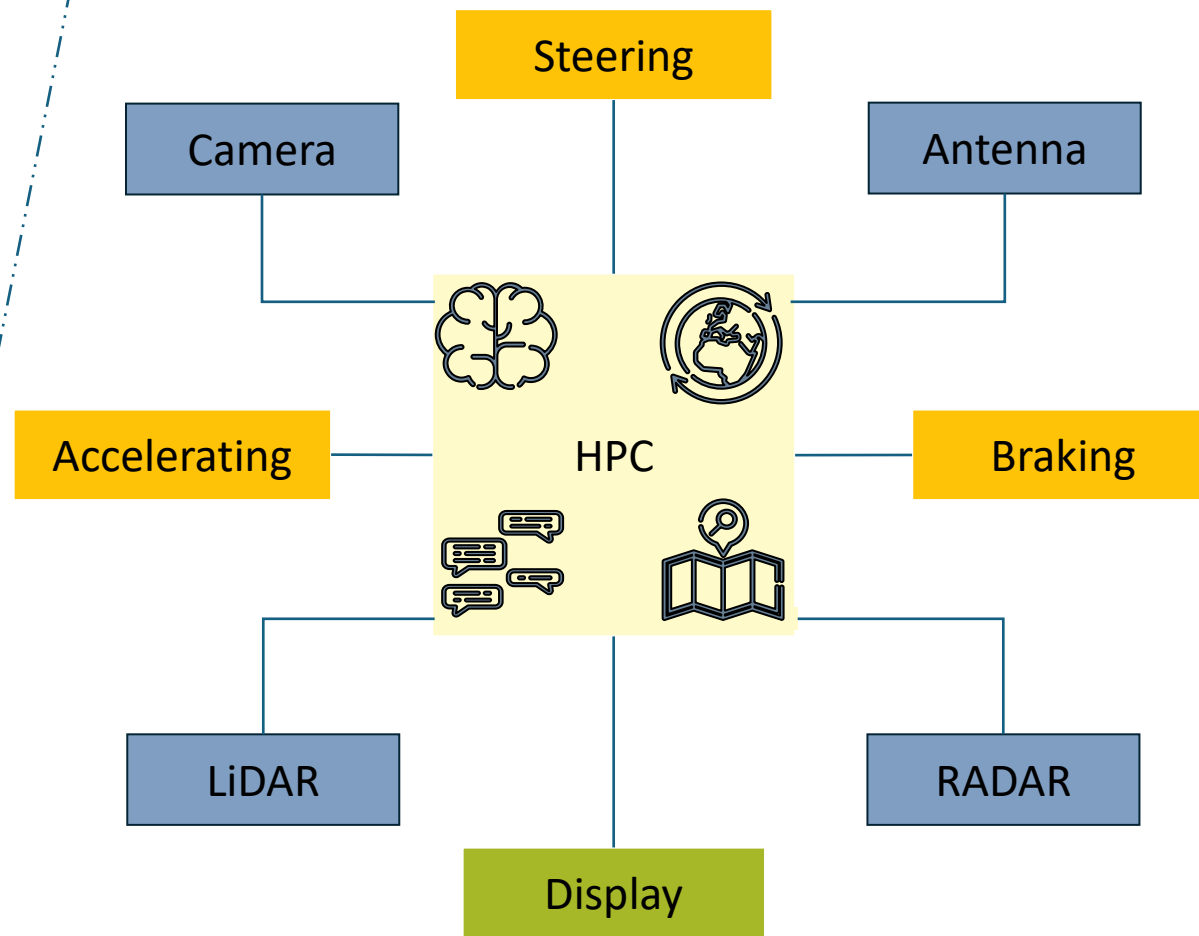 Steering
Camera
Antenna
Accelerating
HPC
Braking
LiDAR
RADAR
Display